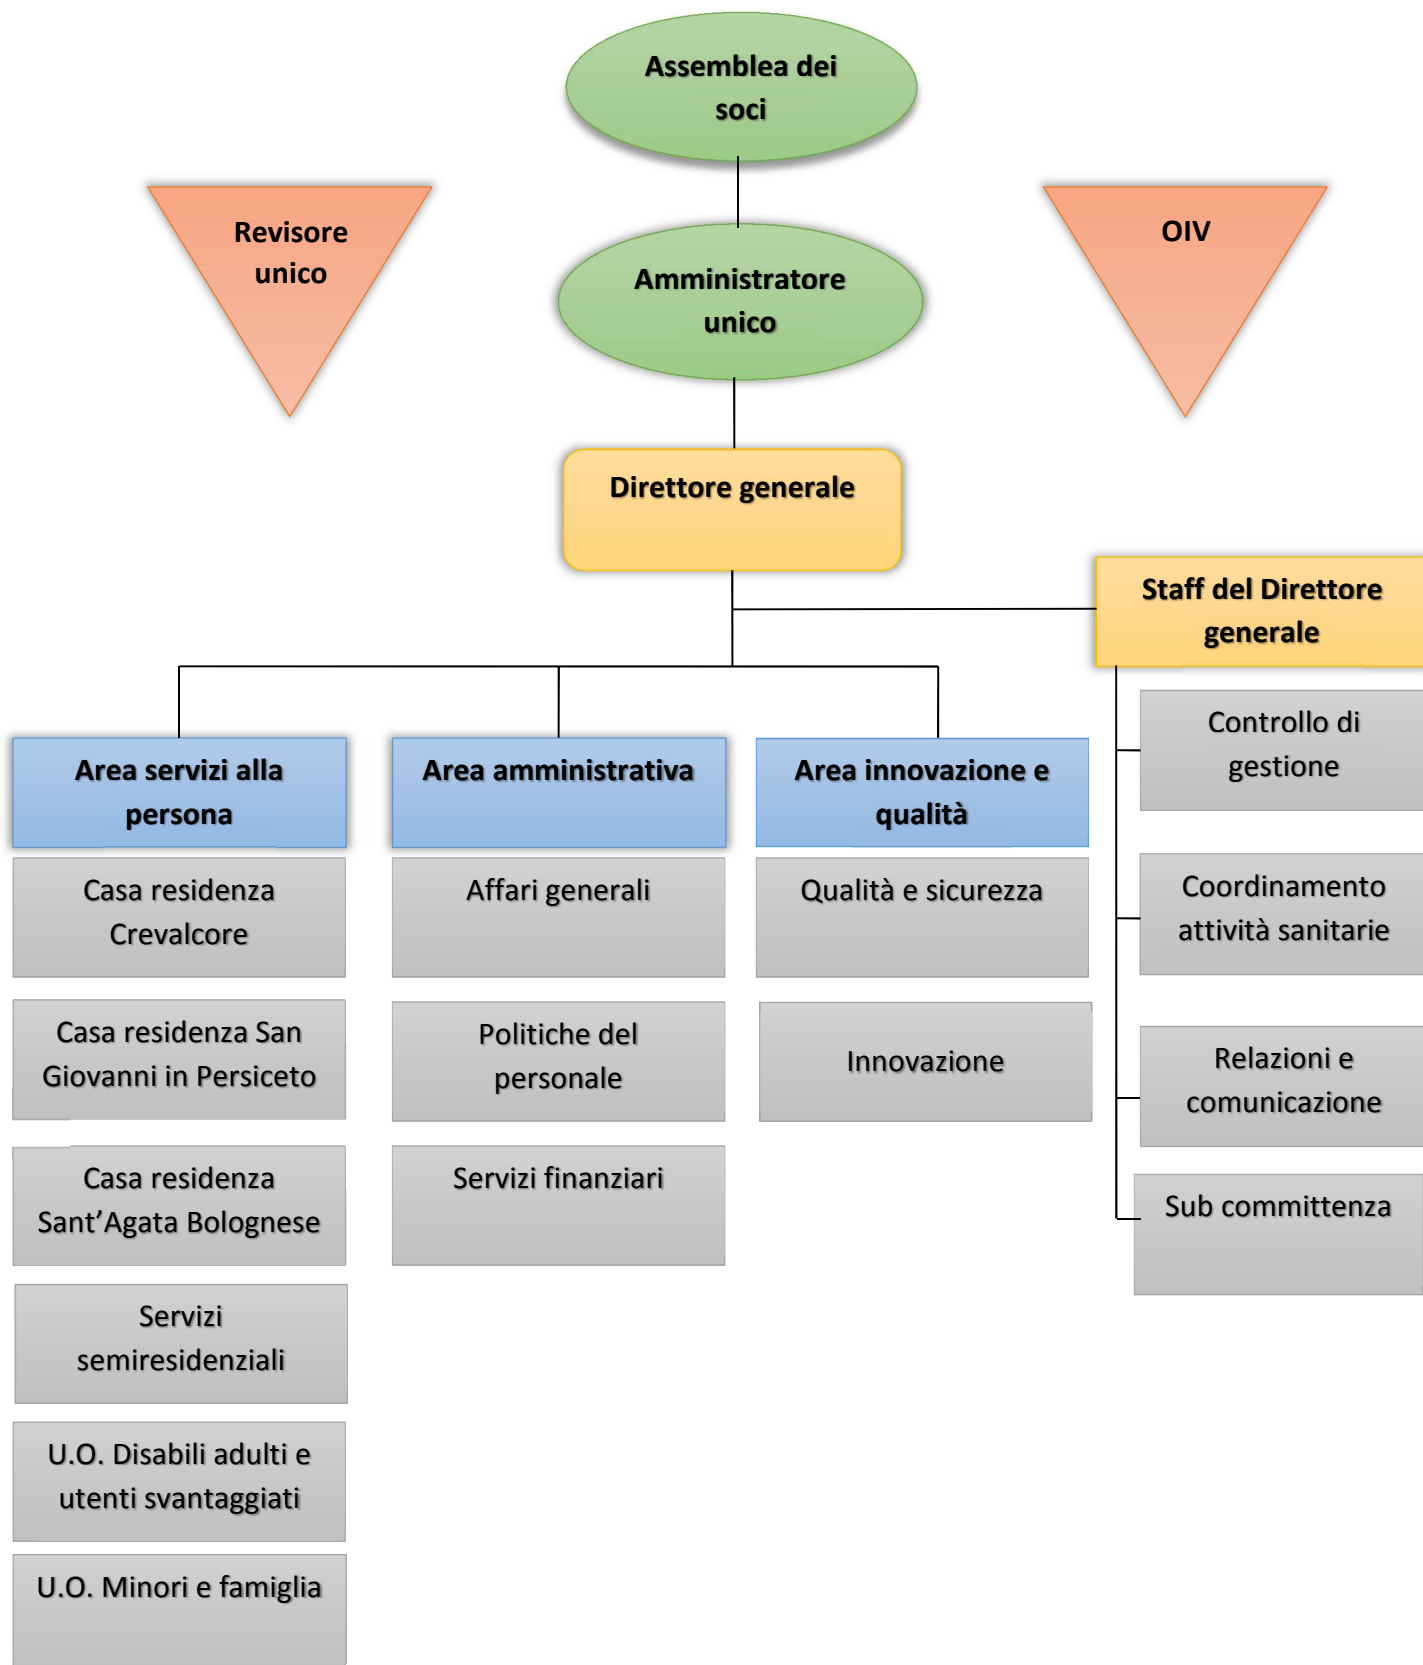 Assemblea dei
soci
Revisore
unico
OIV
Amministratore
unico
Direttore generale
Staff del Direttore
generale
Controllo di
gestione
Coordinamento
attività sanitarie
Relazioni e
comunicazione
Sub committenza
Area servizi alla
persona
Casa residenza
Crevalcore
Casa residenza San
Giovanni in Persiceto
Casa residenza
Sant’Agata Bolognese
Servizi
semiresidenziali
U.O. Disabili adulti e
utenti svantaggiati
U.O. Minori e famiglia
Area amministrativa
Affari generali
Politiche del
personale
Servizi finanziari
Area innovazione e
qualità
Qualità e sicurezza
Innovazione